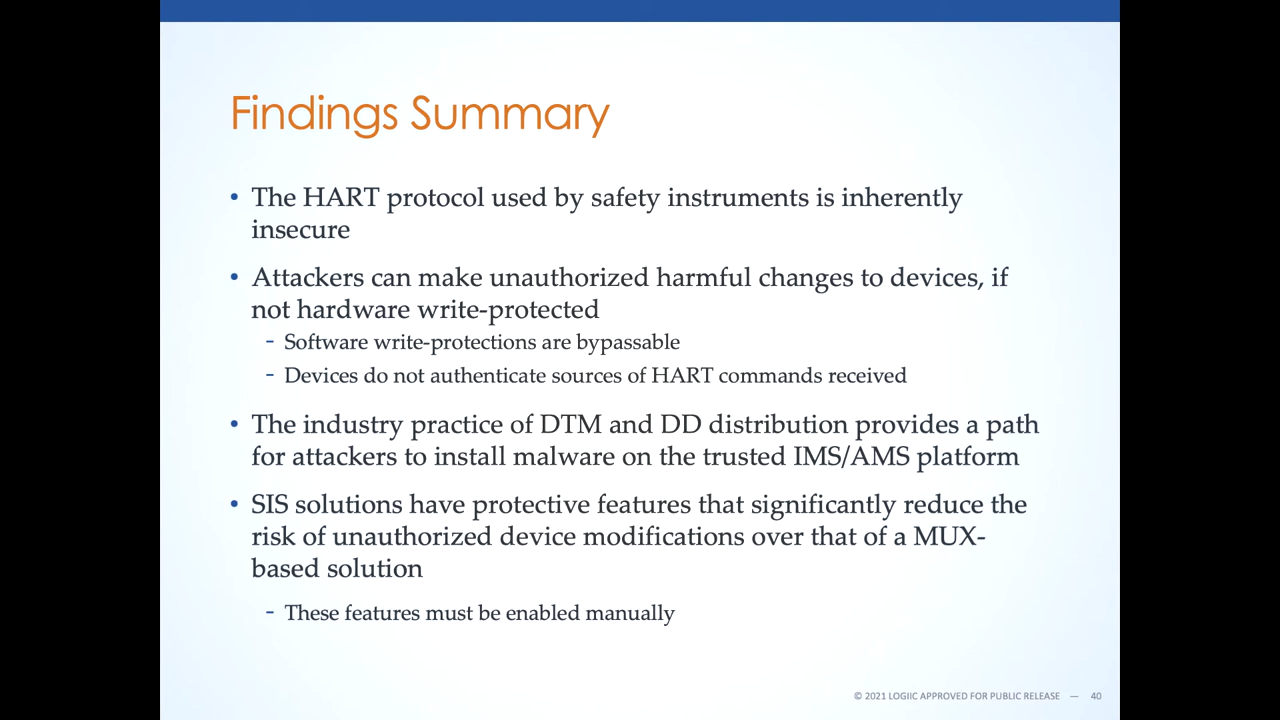 Findings Summary
• The HART protocol used by safety instruments is inherently
insecure
• Attackers can make unauthorized harmful changes to devices, if
not hardware write-protected
- Software write-protections are bypassable
- Devices do not authenticate sources of HART commands received
• The industry practice of DTM and DD distribution provides a path
for attackers to install malware on the trusted IMS/AMS platform
• SIS solutions have protective features that significantly reduce the
risk of unauthorized device modifications over that of a MUX-
based solution
- These features must be enabled manually
© 2021 LOGIIC APPROVED FOR PUBLIC RELEASE — 40